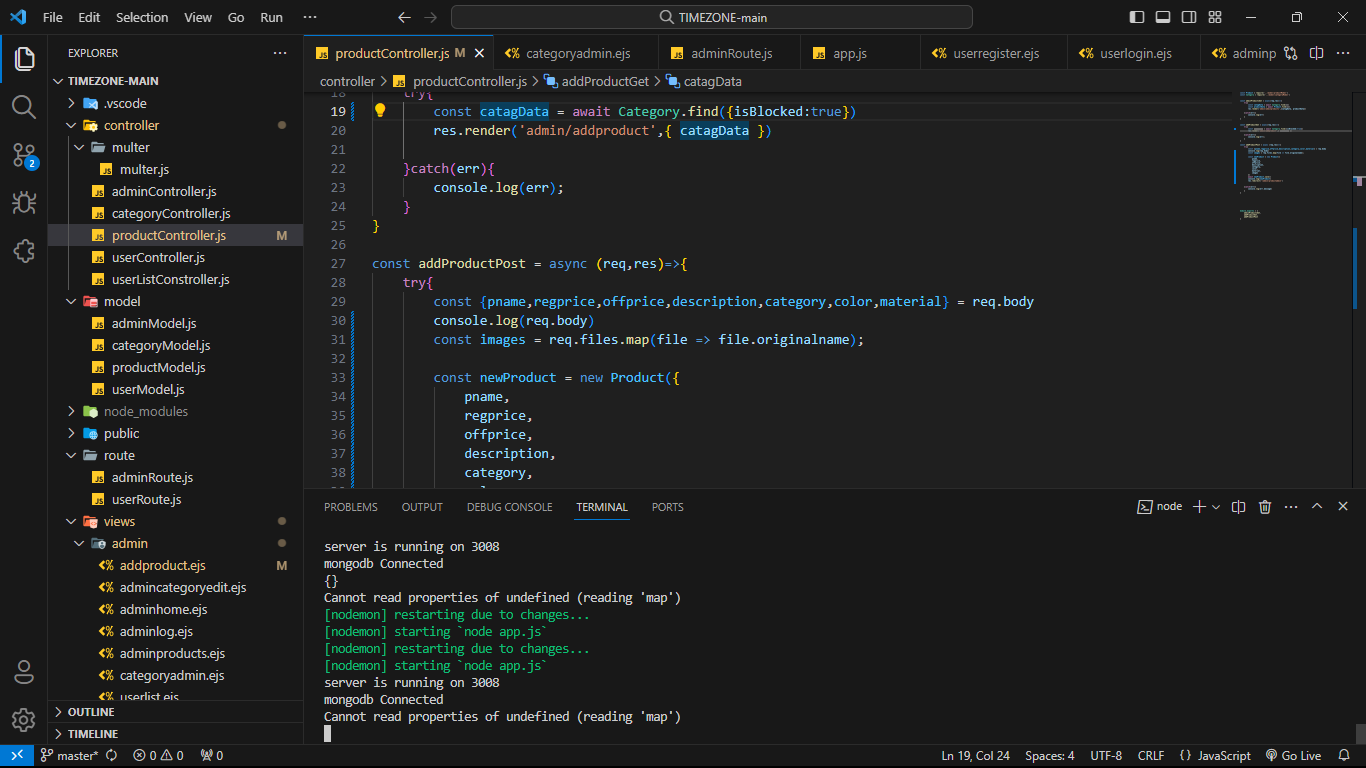 File Edit Selection View Go Run ··· TIMEZONE-main
EXPLORER ···
TIMEZONE-MAIN
.vscode
controller
multer
multer.js
adminController.js
categoryController.js
productController.js M
userController.js
userListConstroller.js
model
adminModel.js
categoryModel.js
productModel.js
userModel.js
node_modules
public
route
adminRoute.js
userRoute.js
views
admin
addproduct.ejs M
admincategoryedit.ejs
adminhome.ejs
adminlog.ejs
adminproducts.ejs
categoryadmin.ejs
userlist.ejs
OUTLINE
TIMELINE
2
productController.js M categoryadmin.ejs adminRoute.js app.js userregister.ejs userlogin.ejs adminp
controller > productController.js > addProductGet > catagData
18 try{
19 const catagData = await Category.find({isBlocked:true})
20 res.render('admin/addproduct',{ catagData })
21
22 }catch(err){
23 console.log(err);
24 }
25 }
26
27 const addProductPost = async (req,res)=>{
28 try{
29 const {pname,regprice,offprice,description,category,color,material} = req.body
30 console.log(req.body)
31 const images = req.files.map(file => file.originalname);
32
33 const newProduct = new Product({
34 pname,
35 regprice,
36 offprice,
37 description,
38 category,
PROBLEMS OUTPUT DEBUG CONSOLE TERMINAL PORTS node
server is running on 3008
mongodb Connected
{}
Cannot read properties of undefined (reading 'map')
[nodemon] restarting due to changes...
[nodemon] starting `node app.js`
[nodemon] restarting due to changes...
[nodemon] starting `node app.js`
server is running on 3008
mongodb Connected
Cannot read properties of undefined (reading 'map')
master* 0 0 0 Ln 19, Col 24 Spaces: 4 UTF-8 CRLF {} JavaScript Go Live